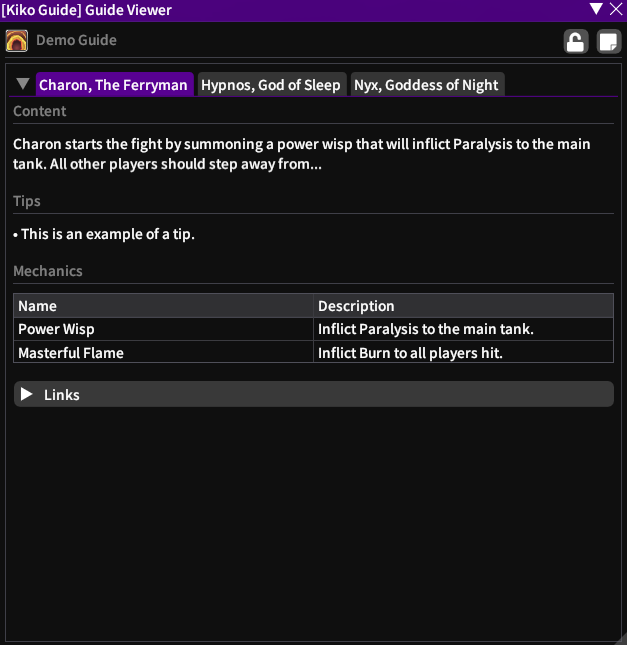 [Kiko Guide] Guide Viewer
Demo Guide
Charon, The Ferryman Hypnos, God of Sleep Nyx, Goddess of Night
Content
Charon starts the fight by summoning a power wisp that will inflict Paralysis to the main
tank. All other players should step away from...
Tips
• This is an example of a tip.
Mechanics
Name Description
Power Wisp Inflict Paralysis to the main tank.
Masterful Flame Inflict Burn to all players hit.
Links